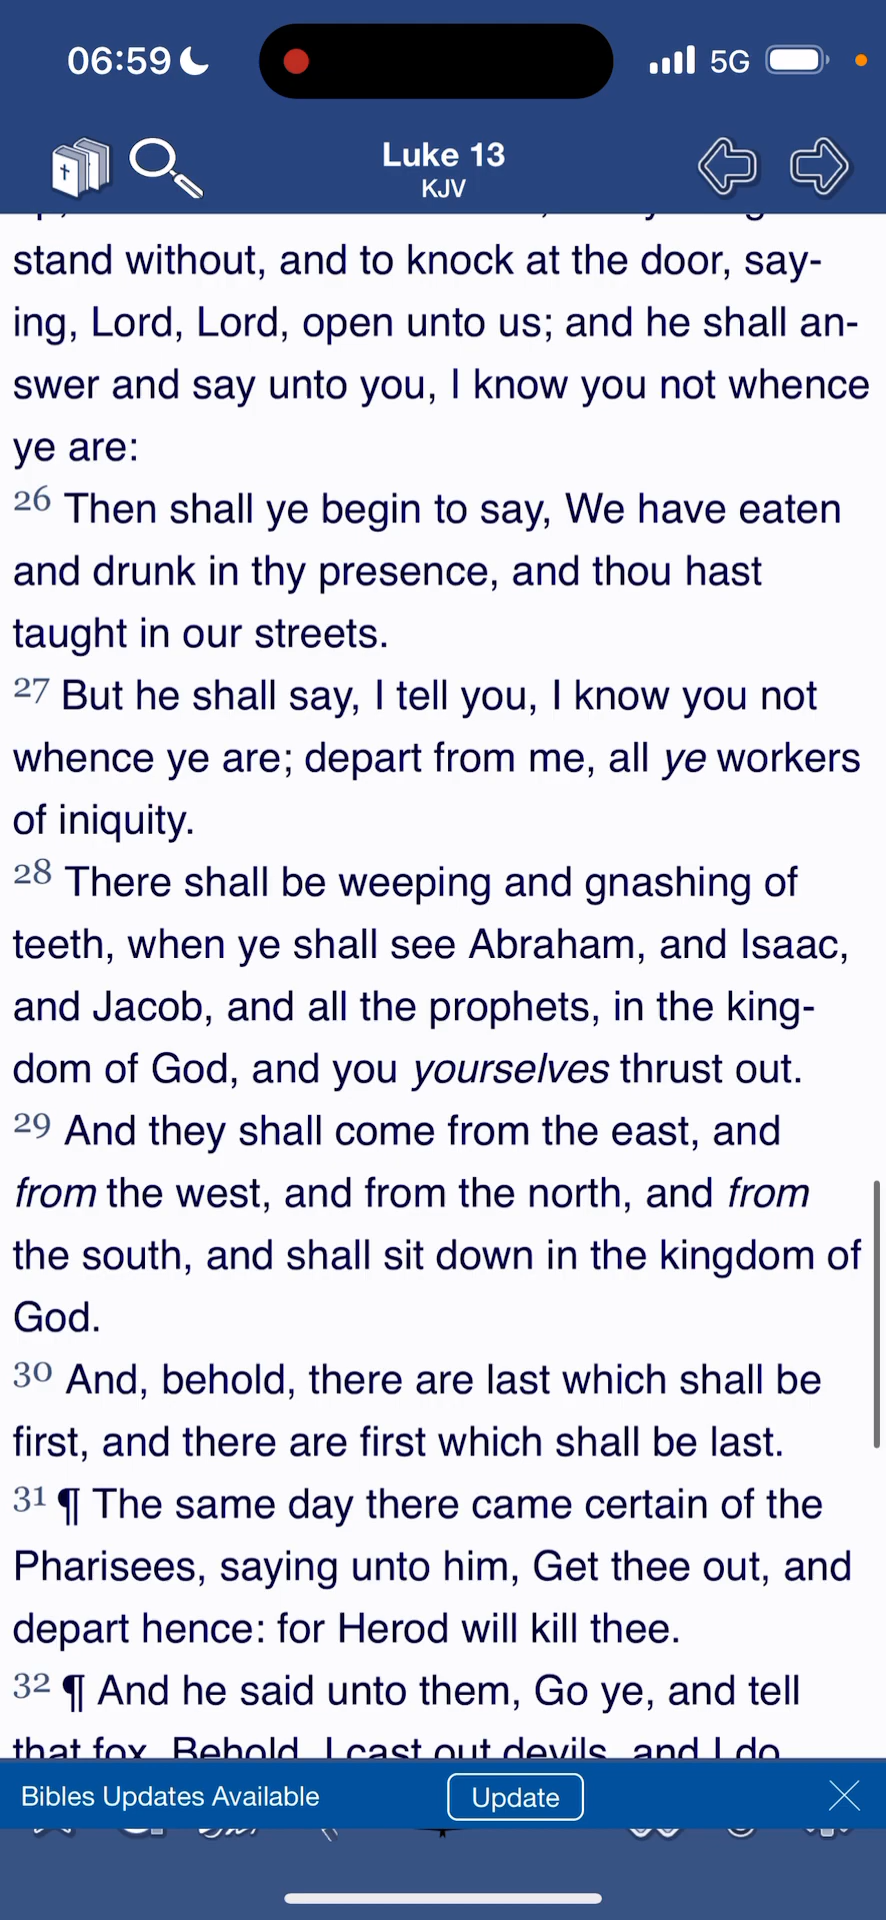 06:59
5G
Luke 13
KJV
stand without, and to knock at the door, say-
ing, Lord, Lord, open unto us; and he shall an-
swer and say unto you, I know you not whence
ye are:
26 Then shall ye begin to say, We have eaten
and drunk in thy presence, and thou hast
taught in our streets.
27 But he shall say, I tell you, I know you not
whence ye are; depart from me, all ye workers
of iniquity.
28 There shall be weeping and gnashing of
teeth, when ye shall see Abraham, and Isaac,
and Jacob, and all the prophets, in the king-
dom of God, and you yourselves thrust out.
29 And they shall come from the east, and
from the west, and from the north, and from
the south, and shall sit down in the kingdom of
God.
30 And, behold, there are last which shall be
first, and there are first which shall be last.
31 ¶ The same day there came certain of the
Pharisees, saying unto him, Get thee out, and
depart hence: for Herod will kill thee.
32 ¶ And he said unto them, Go ye, and tell
that fox, Behold, I cast out devils, and I do
Bibles Updates Available
Update